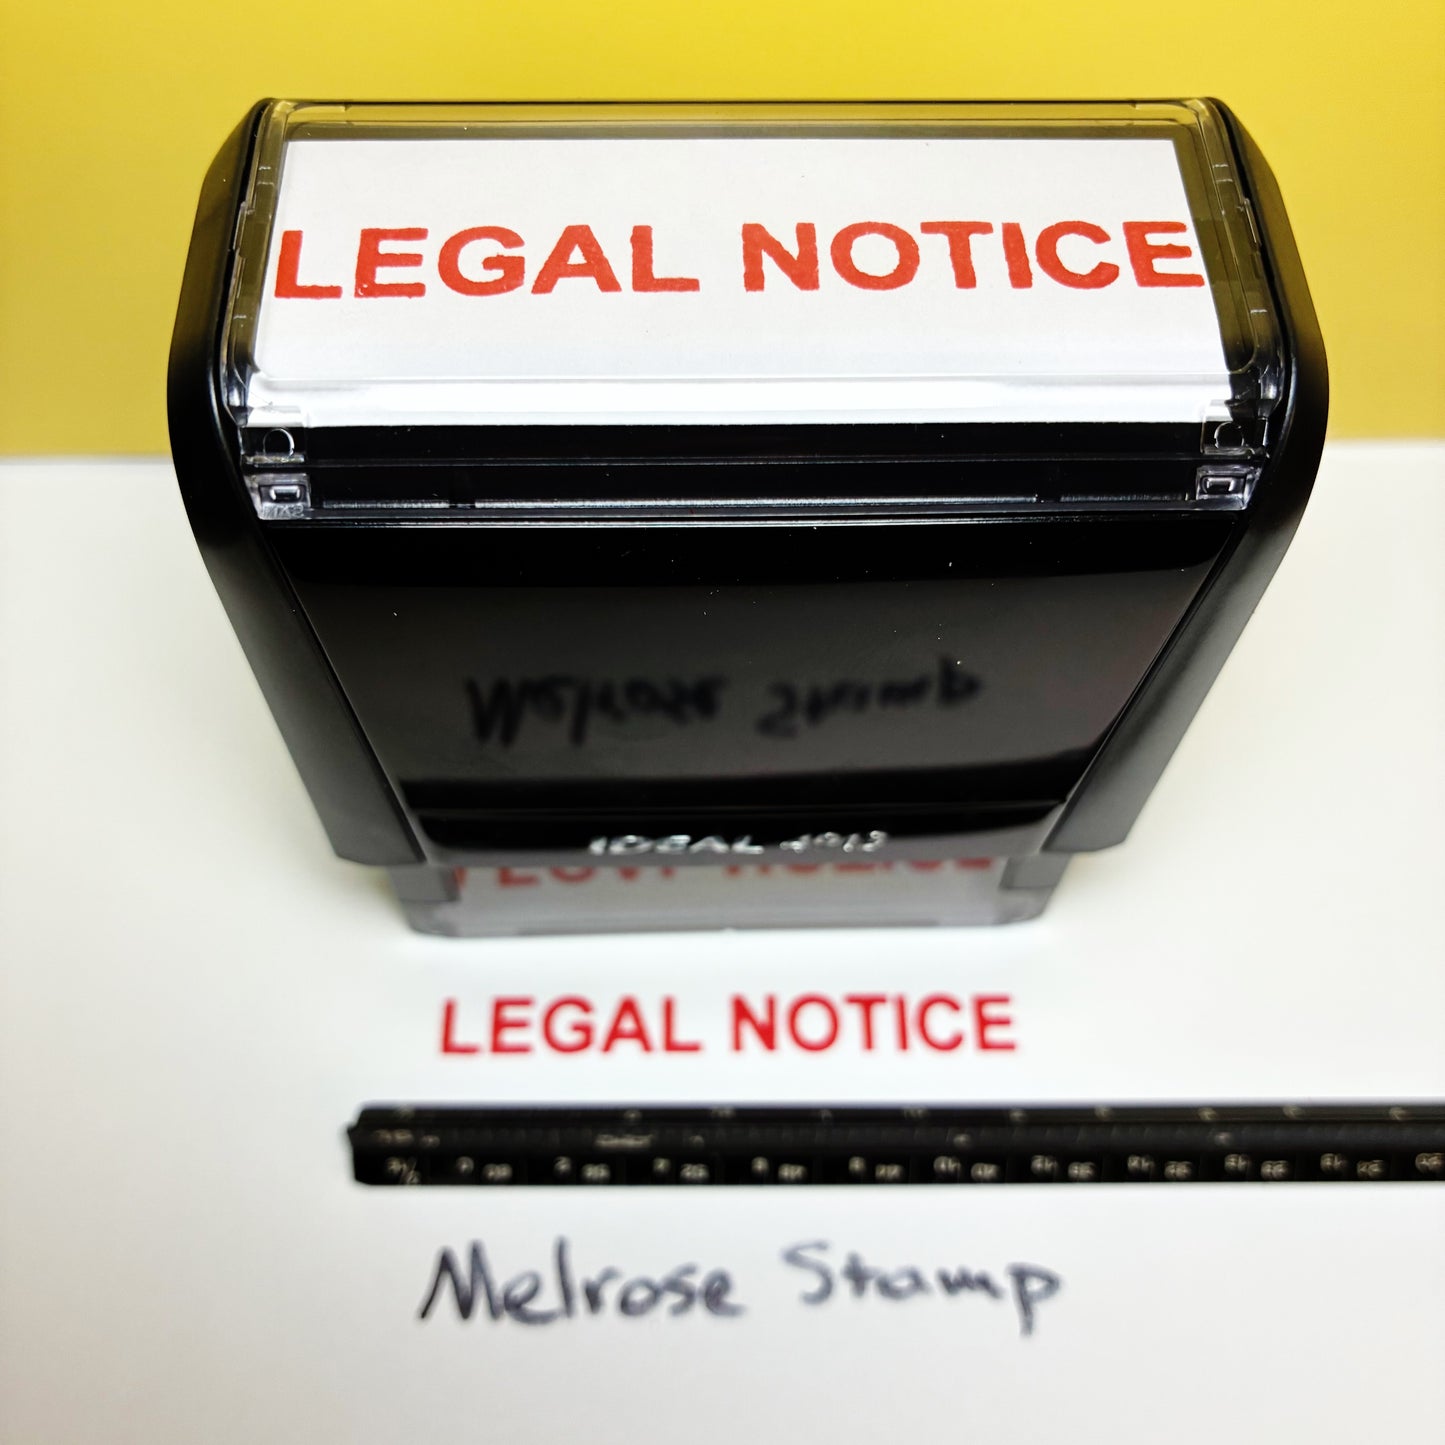 LEGAL NOTICE
IDEAL 4913
LEGAL NOTICE
Melrose Stamp